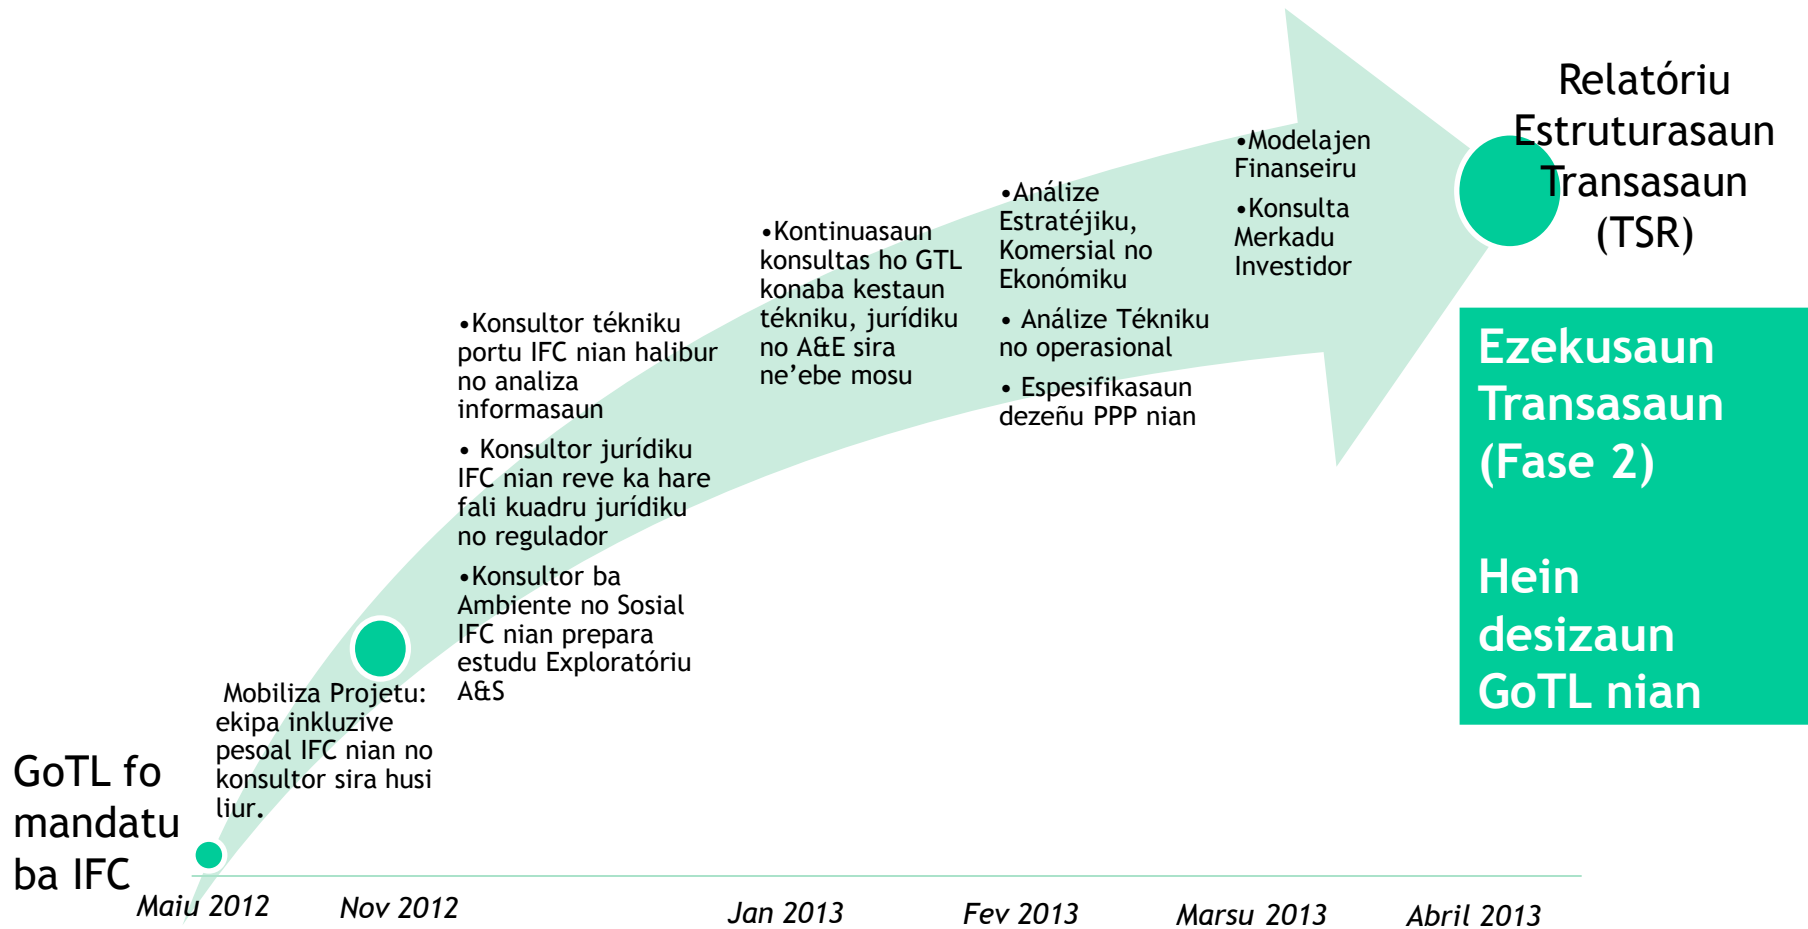 GoTL fo
mandatu
ba IFC
Mobiliza Projetu:
ekipa inkluzive
pesoal IFC nian no
konsultor sira husi
liur.
•Konsultor tékniku
portu IFC nian halibur
no analiza
informasaun
• Konsultor jurídiku
IFC nian reve ka hare
fali kuadru jurídiku
no regulador
•Konsultor ba
Ambiente no Sosial
IFC nian prepara
estudu Exploratóriu
A&S
•Kontinuasaun
konsultas ho GTL
konaba kestaun
tékniku, jurídiku
no A&E sira
ne’ebe mosu
•Análize
Estratéjiku,
Komersial no
Ekonómiku
• Análize Tékniku
no operasional
• Espesifikasaun
dezeñu PPP nian
•Modelajen
Finanseiru
•Konsulta
Merkadu
Investidor
Relatóriu
Estruturasaun
Transasaun
(TSR)
Ezekusaun
Transasaun
(Fase 2)
Hein
desizaun
GoTL nian
Maiu 2012
Nov 2012
Jan 2013
Fev 2013
Marsu 2013
Abril 2013